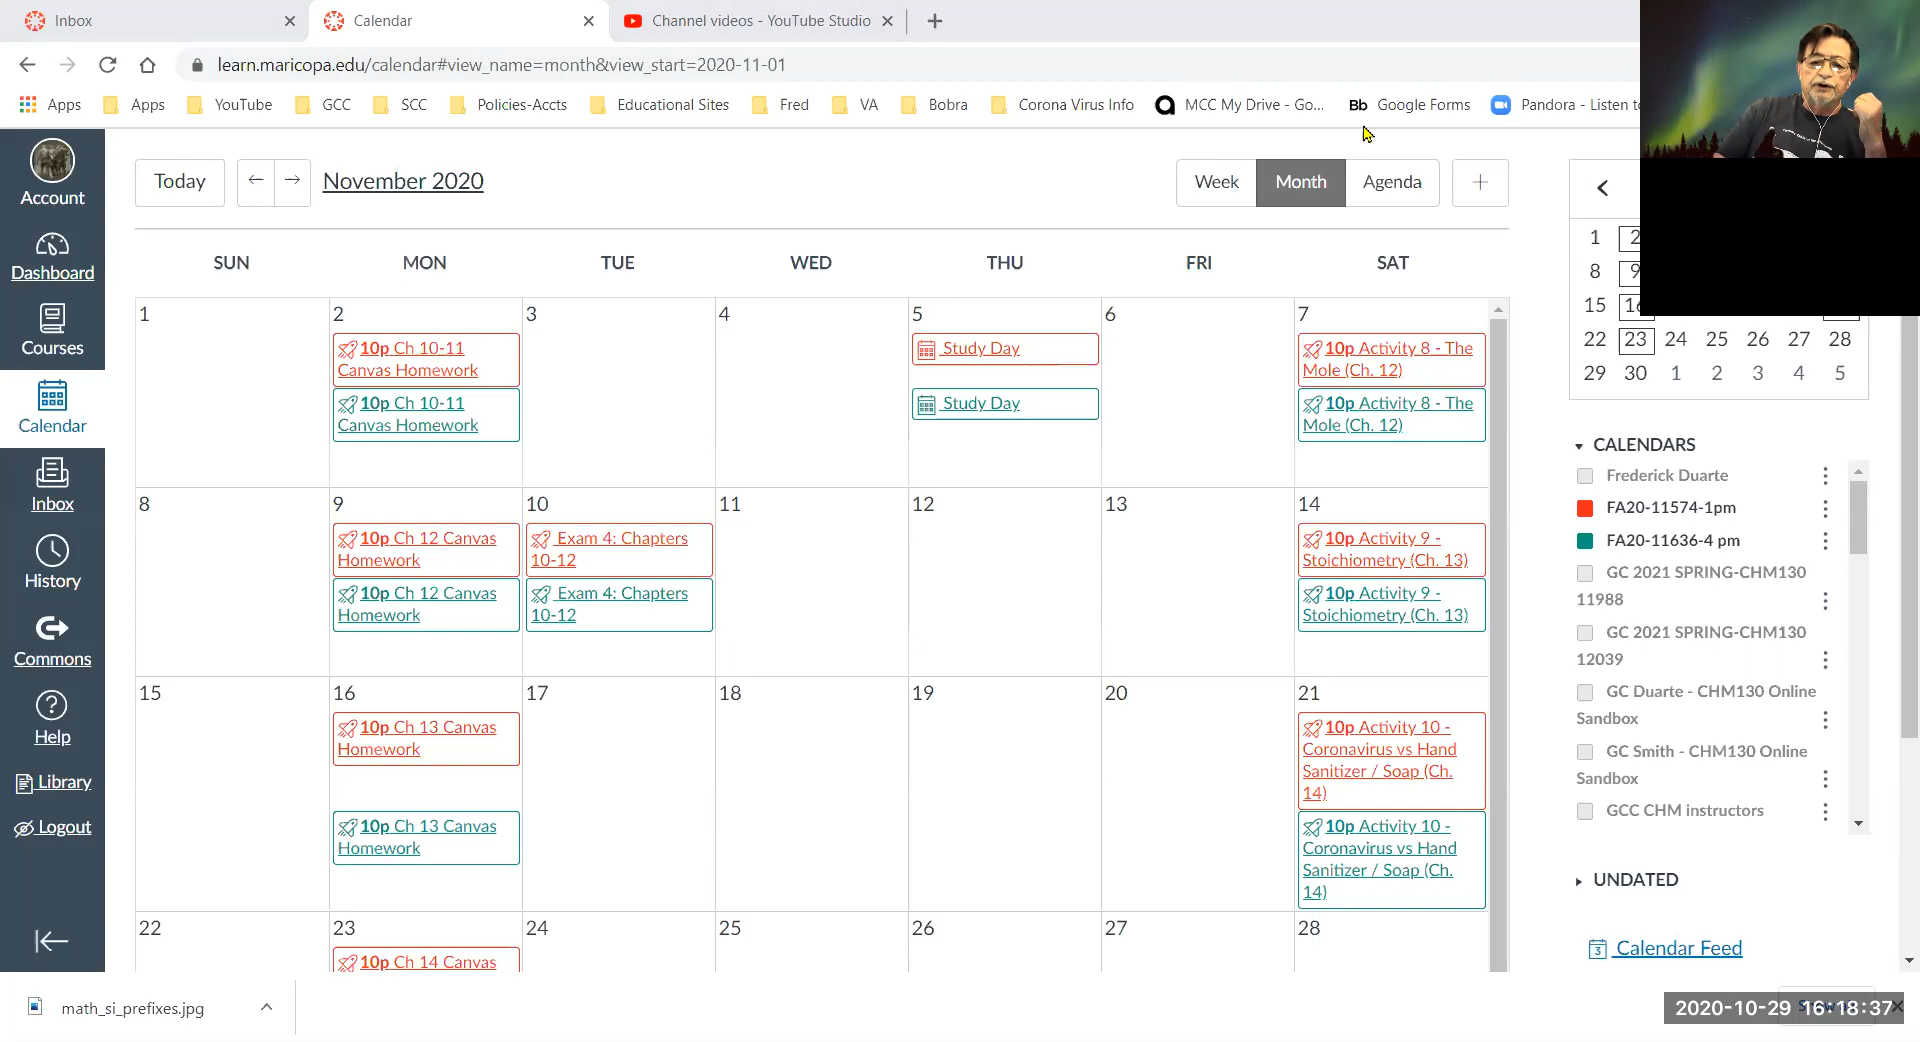 Inbox
Calendar
Channel videos - YouTube Studio
learn.maricopa.edu/calendar#view_name=month&view_start=2020-11-01
Apps
Apps
YouTube
GCC
SCC
Policies-Accts
Educational Sites
Fred
VA
Bobra
Corona Virus Info
MCC My Drive - Go...
Bb Google Forms
Pandora - Listen to
Account
Dashboard
Courses
Calendar
Inbox
History
Commons
Help
Library
Logout
Today
November 2020
Week
Month
Agenda
SUN MON TUE WED THU FRI SAT
1 2 3 4 5 6 7
10p Ch 10-11
Canvas Homework
10p Ch 10-11
Canvas Homework
Study Day
Study Day
10p Activity 8 - The
Mole (Ch. 12)
10p Activity 8 - The
Mole (Ch. 12)
8 9 10 11 12 13 14
10p Ch 12 Canvas
Homework
10p Ch 12 Canvas
Homework
Exam 4: Chapters
10-12
Exam 4: Chapters
10-12
10p Activity 9 -
Stoichiometry (Ch. 13)
10p Activity 9 -
Stoichiometry (Ch. 13)
15 16 17 18 19 20 21
10p Ch 13 Canvas
Homework
10p Ch 13 Canvas
Homework
10p Activity 10 -
Coronavirus vs Hand
Sanitizer / Soap (Ch.
14)
10p Activity 10 -
Coronavirus vs Hand
Sanitizer / Soap (Ch.
14)
22 23 24 25 26 27 28
10p Ch 14 Canvas
1 2
8 9
15 16
22 23 24 25 26 27 28
29 30 1 2 3 4 5
CALENDARS
Frederick Duarte
FA20-11574-1pm
FA20-11636-4 pm
GC 2021 SPRING-CHM130
11988
GC 2021 SPRING-CHM130
12039
GC Duarte - CHM130 Online
Sandbox
GC Smith - CHM130 Online
Sandbox
GCC CHM instructors
UNDATED
3 Calendar Feed
math_si_prefixes.jpg
2020-10-29 16:18:37